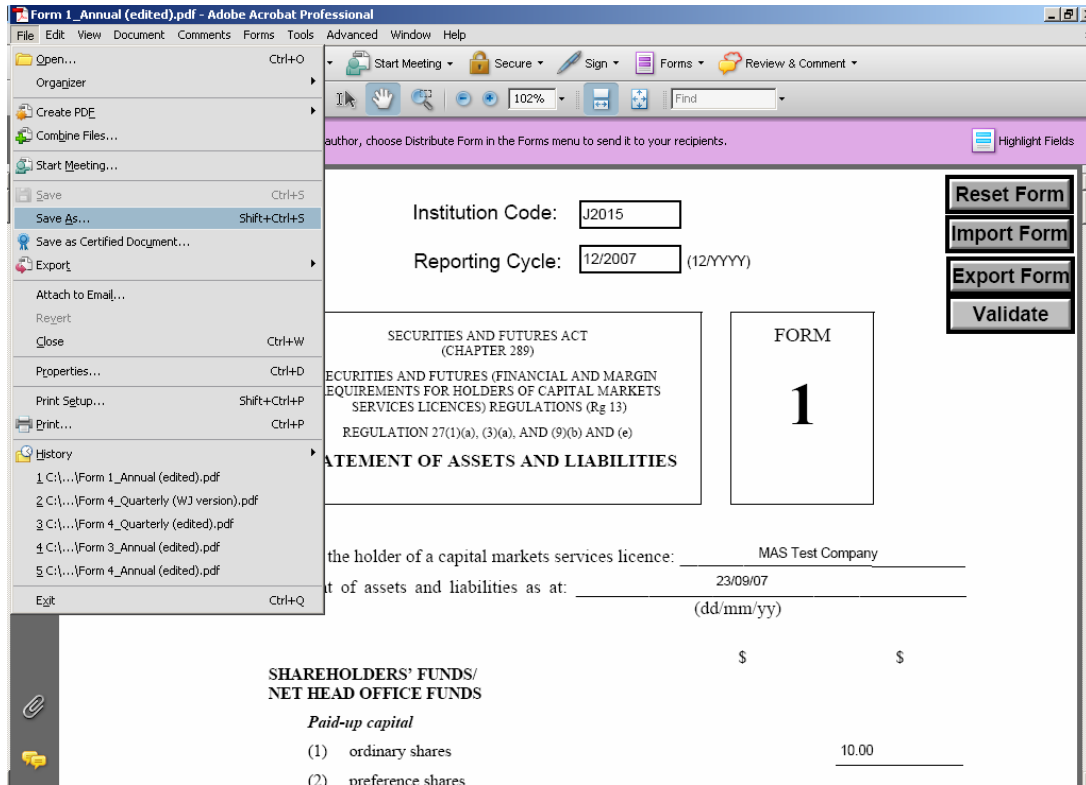 Form 1_Annual (edited).pdf - Adobe Acrobat Professional
File Edit View Document Comments Forms Tools Advanced Window Help
Open... Ctrl+O
Organizer
Create PDF
Combine Files...
Start Meeting...
Save Ctrl+S
Save As... Shift+Ctrl+S
Save as Certified Document...
Export
Attach to Email...
Revert
Close Ctrl+W
Properties... Ctrl+D
Print Setup... Shift+Ctrl+P
Print... Ctrl+P
History
1 C:\...\Form 1_Annual (edited).pdf
2 C:\...\Form 4_Quarterly (WJ version).pdf
3 C:\...\Form 4_Quarterly (edited).pdf
4 C:\...\Form 3_Annual (edited).pdf
5 C:\...\Form 4_Annual (edited).pdf
Exit Ctrl+Q
Start Meeting Secure Sign Forms Review & Comment
102% Find
author, choose Distribute Form in the Forms menu to send it to your recipients. Highlight Fields
Institution Code: J2015
Reporting Cycle: 12/2007 (12/YYYY)
Reset Form
Import Form
Export Form
Validate
SECURITIES AND FUTURES ACT
(CHAPTER 289)
ECURITIES AND FUTURES (FINANCIAL AND MARGIN
EQUIREMENTS FOR HOLDERS OF CAPITAL MARKETS
SERVICES LICENCES) REGULATIONS (Rg 13)
REGULATION 27(1)(a), (3)(a), AND (9)(b) AND (e)
ATEMENT OF ASSETS AND LIABILITIES
FORM
1
the holder of a capital markets services licence: MAS Test Company
of assets and liabilities as at: 23/09/07
(dd/mm/yy)
$ $
SHAREHOLDERS' FUNDS/
NET HEAD OFFICE FUNDS
Paid-up capital
(1) ordinary shares 10.00
(2) preference shares